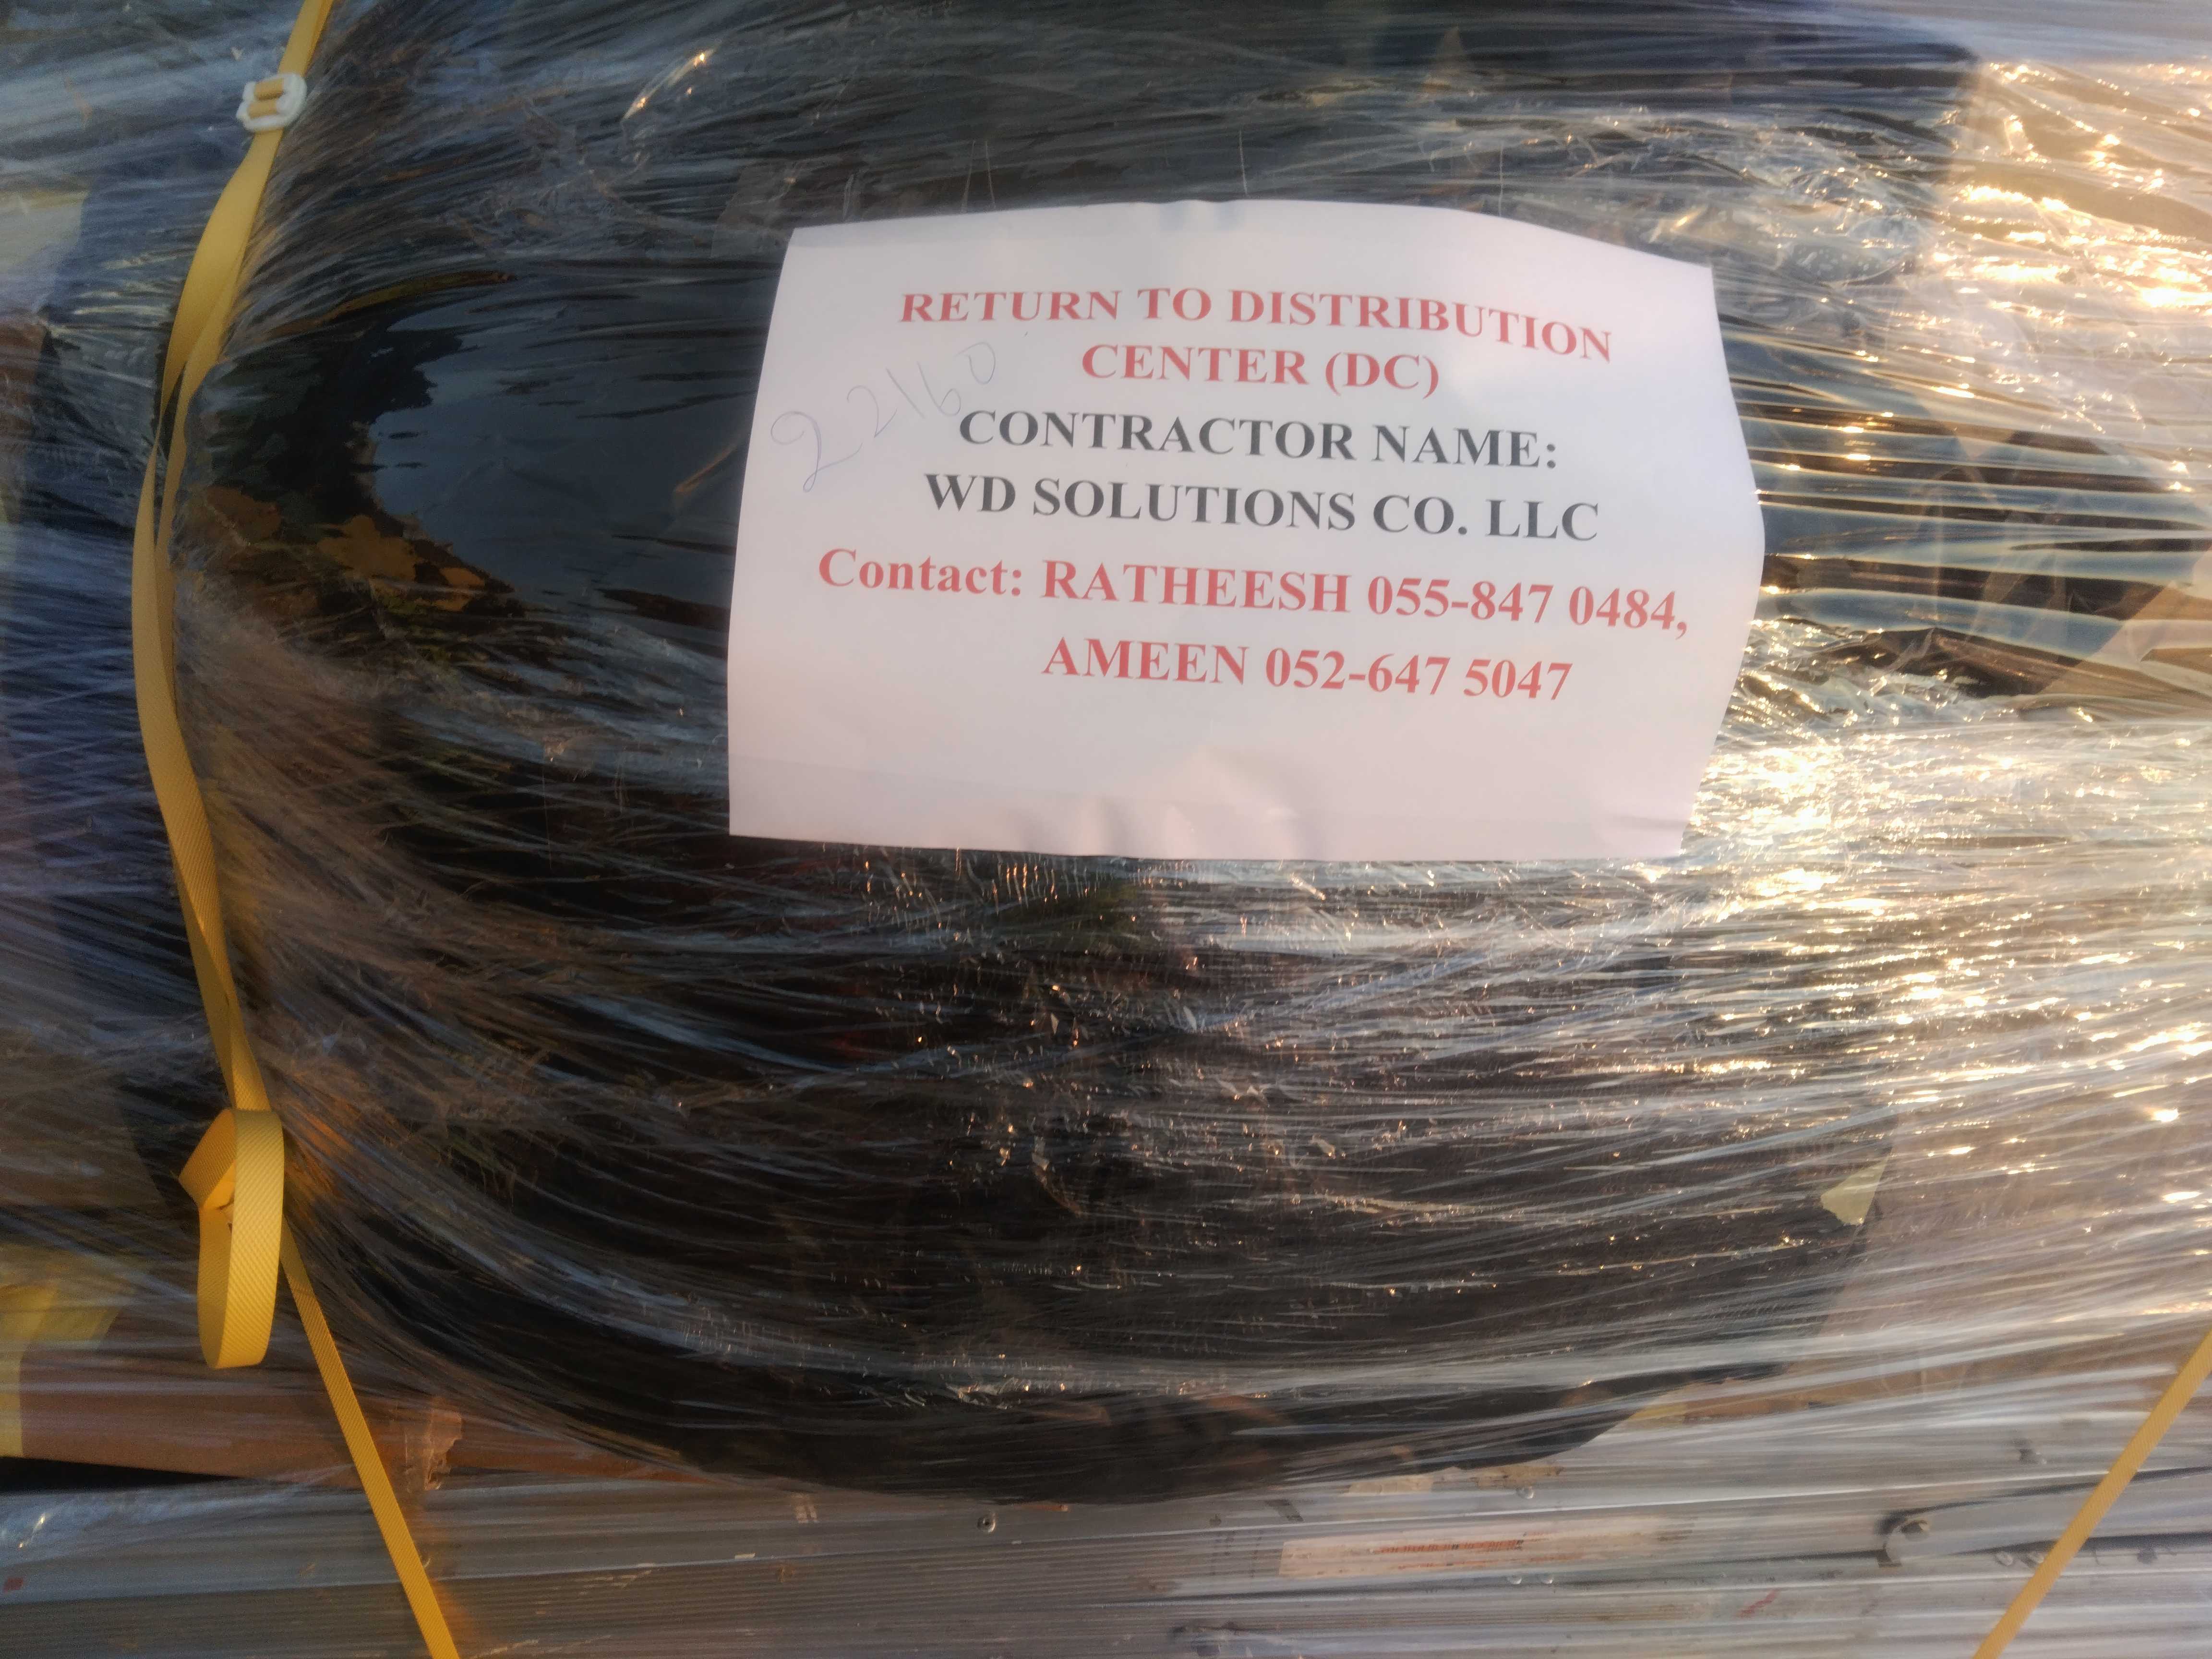 RETURN TO DISTRIBUTION
CENTER (DC)
22160
CONTRACTOR NAME:
WD SOLUTIONS CO. LLC
Contact: RATHEESH 055-847 0484,
AMEEN 052-647 5047